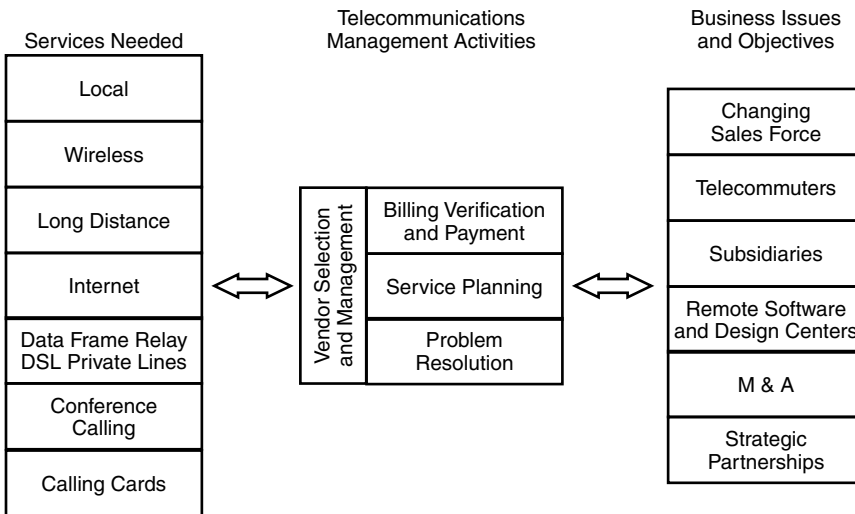 Services Needed
Local
Wireless
Long Distance
Internet
Data Frame Relay
DSL Private Lines
Conference
Calling
Calling Cards
Telecommunications
Management Activities
Vendor Selection
and Management
Billing Verification
and Payment
Service Planning
Problem
Resolution
Business Issues
and Objectives
Changing
Sales Force
Telecommuters
Subsidiaries
Remote Software
and Design Centers
M & A
Strategic
Partnerships